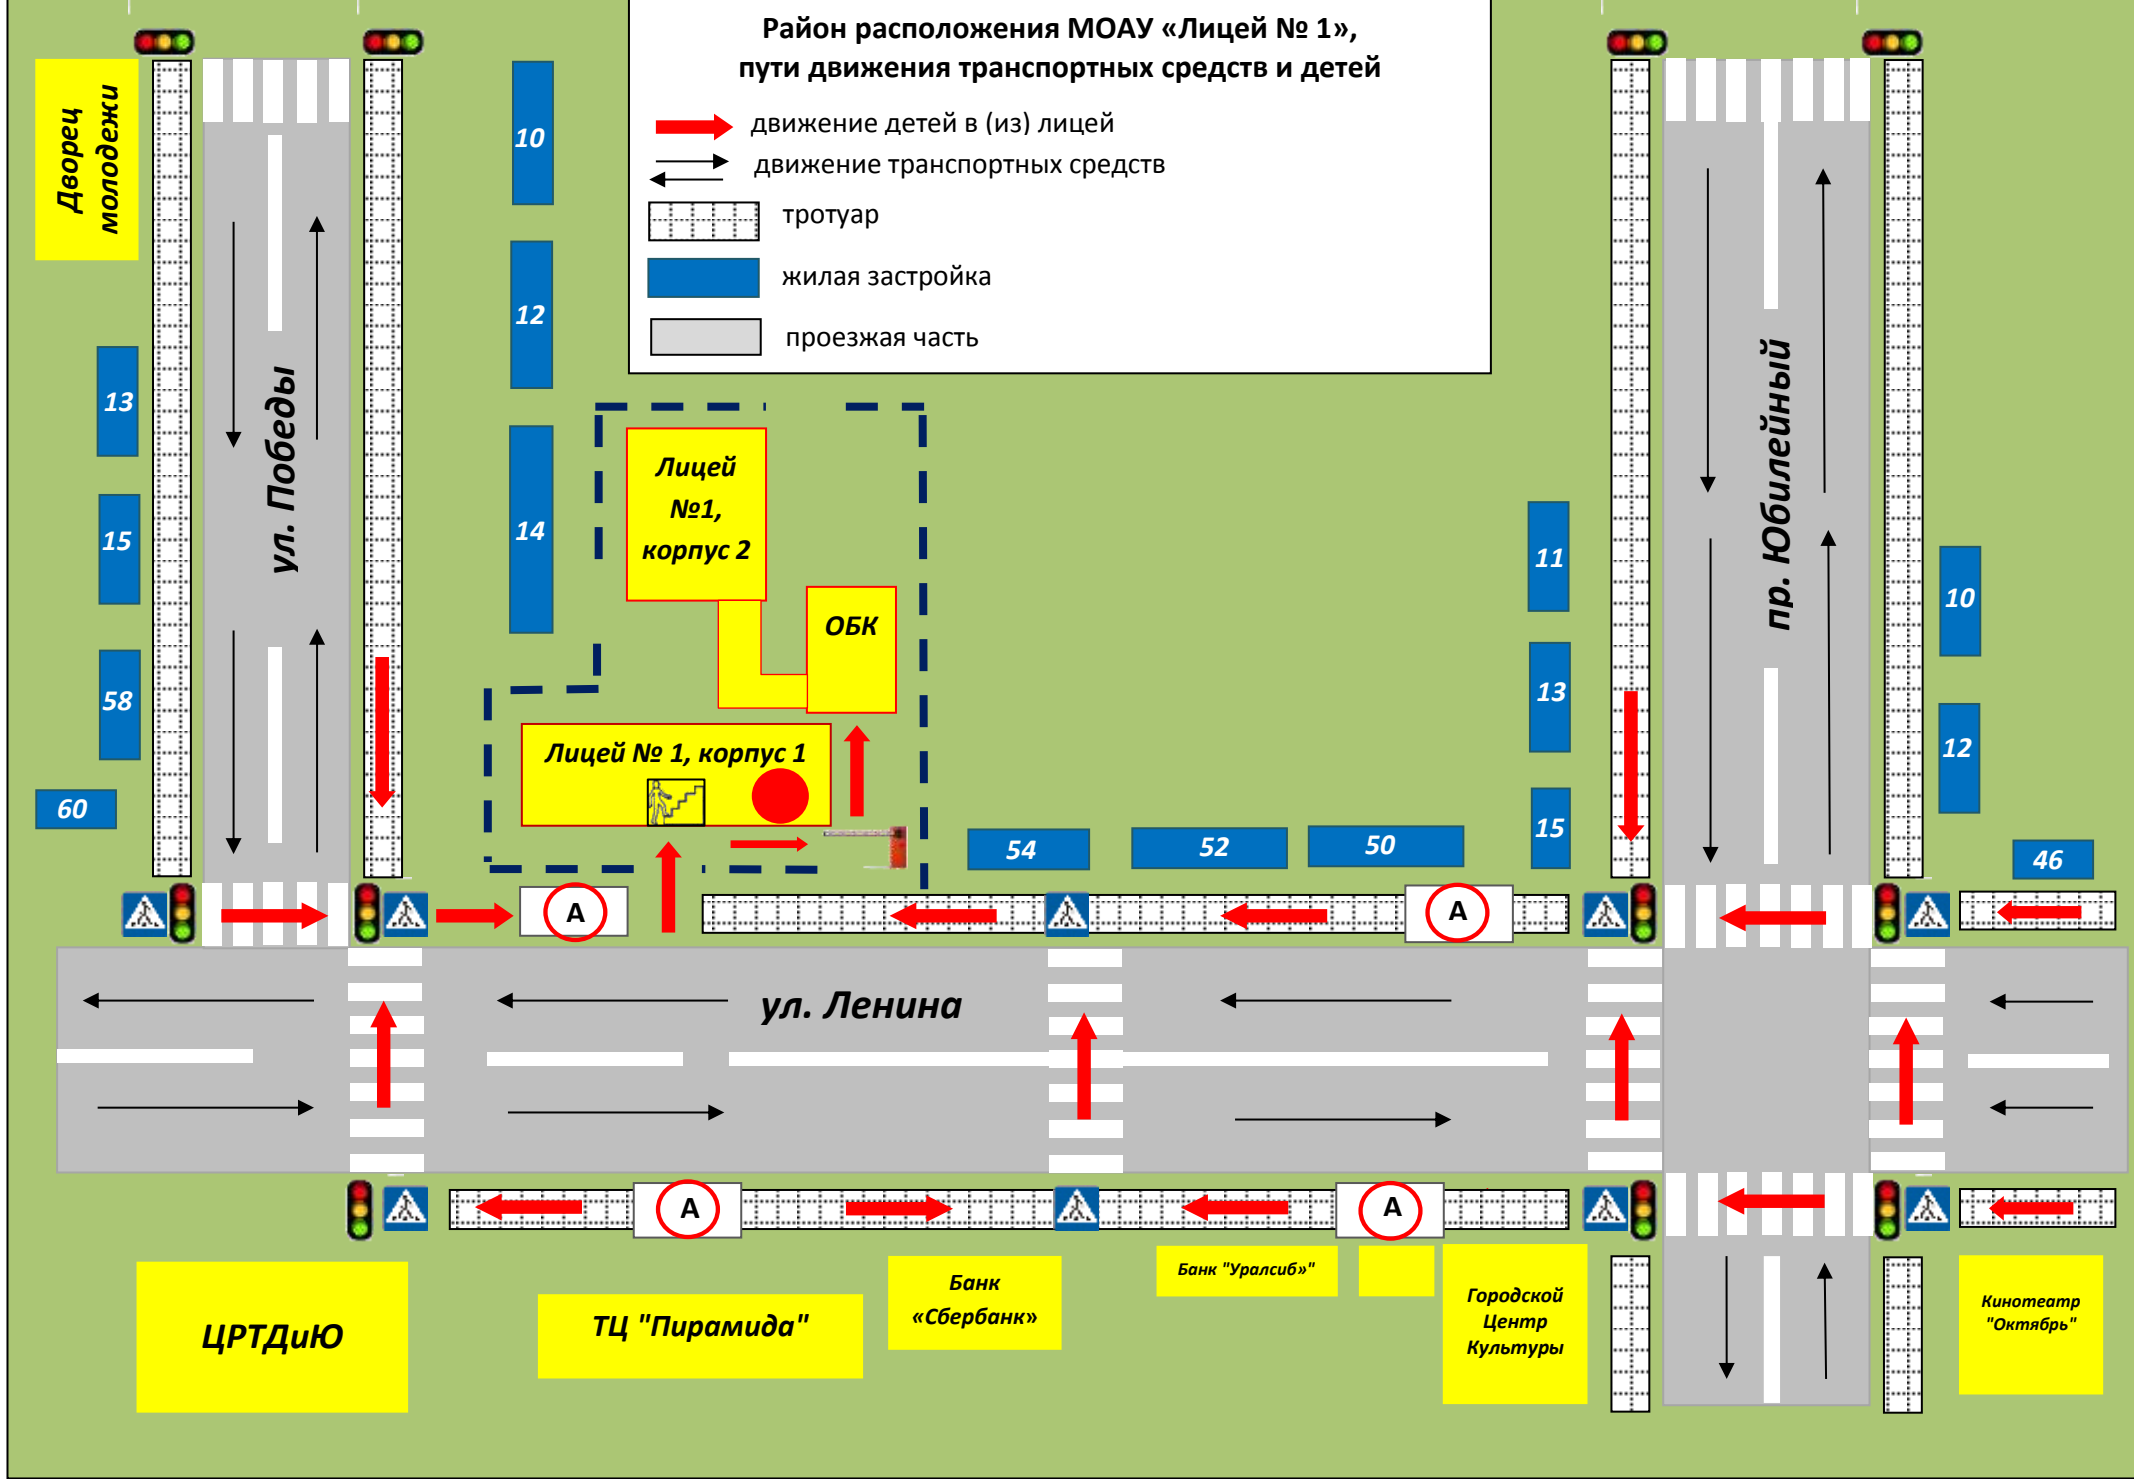 Район расположения МОАУ «Лицей № 1»,
пути движения транспортных средств и детей
движение детей в (из) лицей
движение транспортных средств
тротуар
жилая застройка
проезжая часть
Дворец
молодежи
10
12
14
13
15
58
60
ул. Победы
Лицей
№1,
корпус 2
ОБК
Лицей № 1, корпус 1
11
13
15
54
52
50
пр. Юбилейный
10
12
46
А
А
ул. Ленина
А
А
ЦРТДиЮ
ТЦ "Пирамида"
Банк
«Сбербанк»
Банк "Уралсиб»"
Городской
Центр
Культуры
Кинотеатр
"Октябрь"